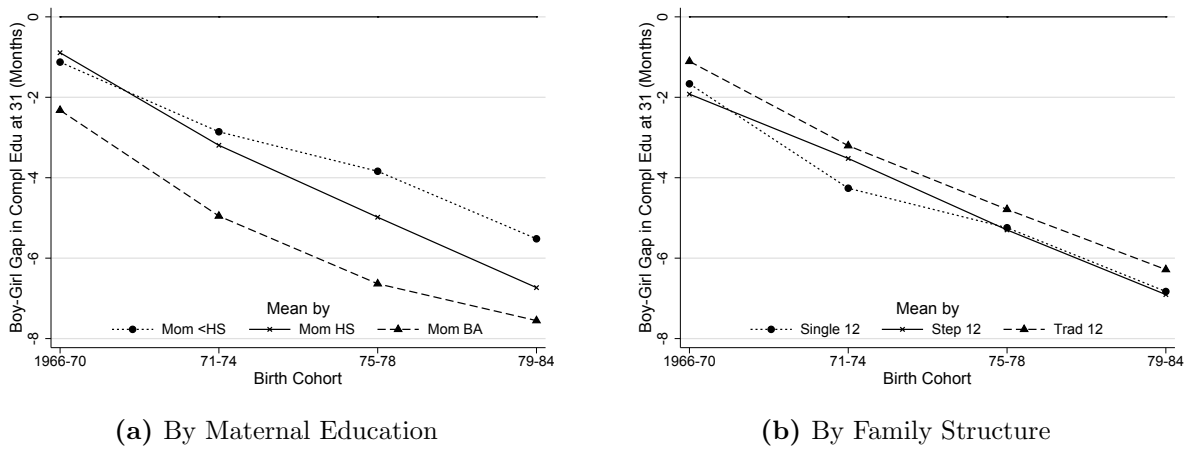 Boy-Girl Gap in Compl Edu at 31 (Months)
0
-2
-4
-6
-8
Mean by
Mom <HS Mom HS Mom BA
1966-70 71-74 75-78 79-84
Birth Cohort
(a) By Maternal Education
Boy-Girl Gap in Compl Edu at 31 (Months)
0
-2
-4
-6
-8
Mean by
Single 12 Step 12 Trad 12
1966-70 71-74 75-78 79-84
Birth Cohort
(b) By Family Structure